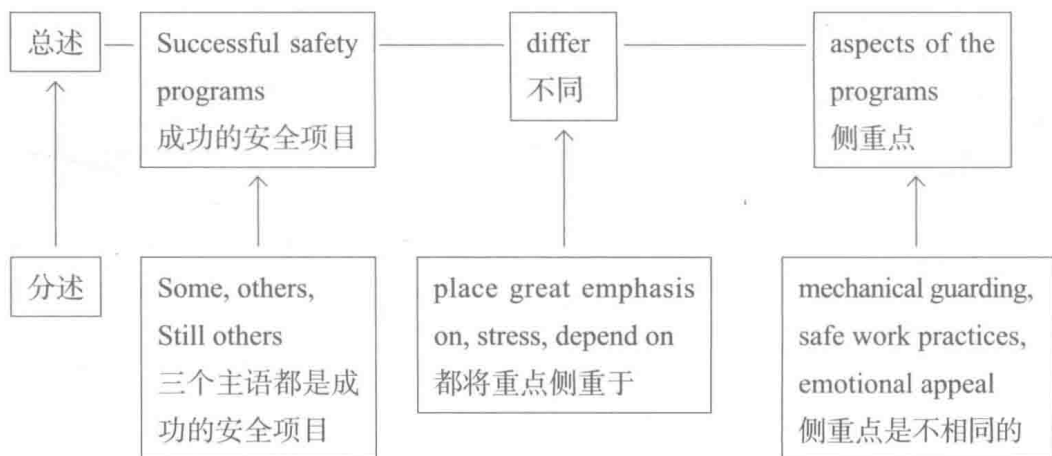 总述
Successful safety
programs
成功的安全项目
differ
不同
aspects of the
programs
侧重点
分述
Some, others,
Still others
三个主语都是成
功的安全项目
place great emphasis
on, stress, depend on
都将重点侧重于
mechanical guarding,
safe work practices,
emotional appeal
侧重点是不相同的